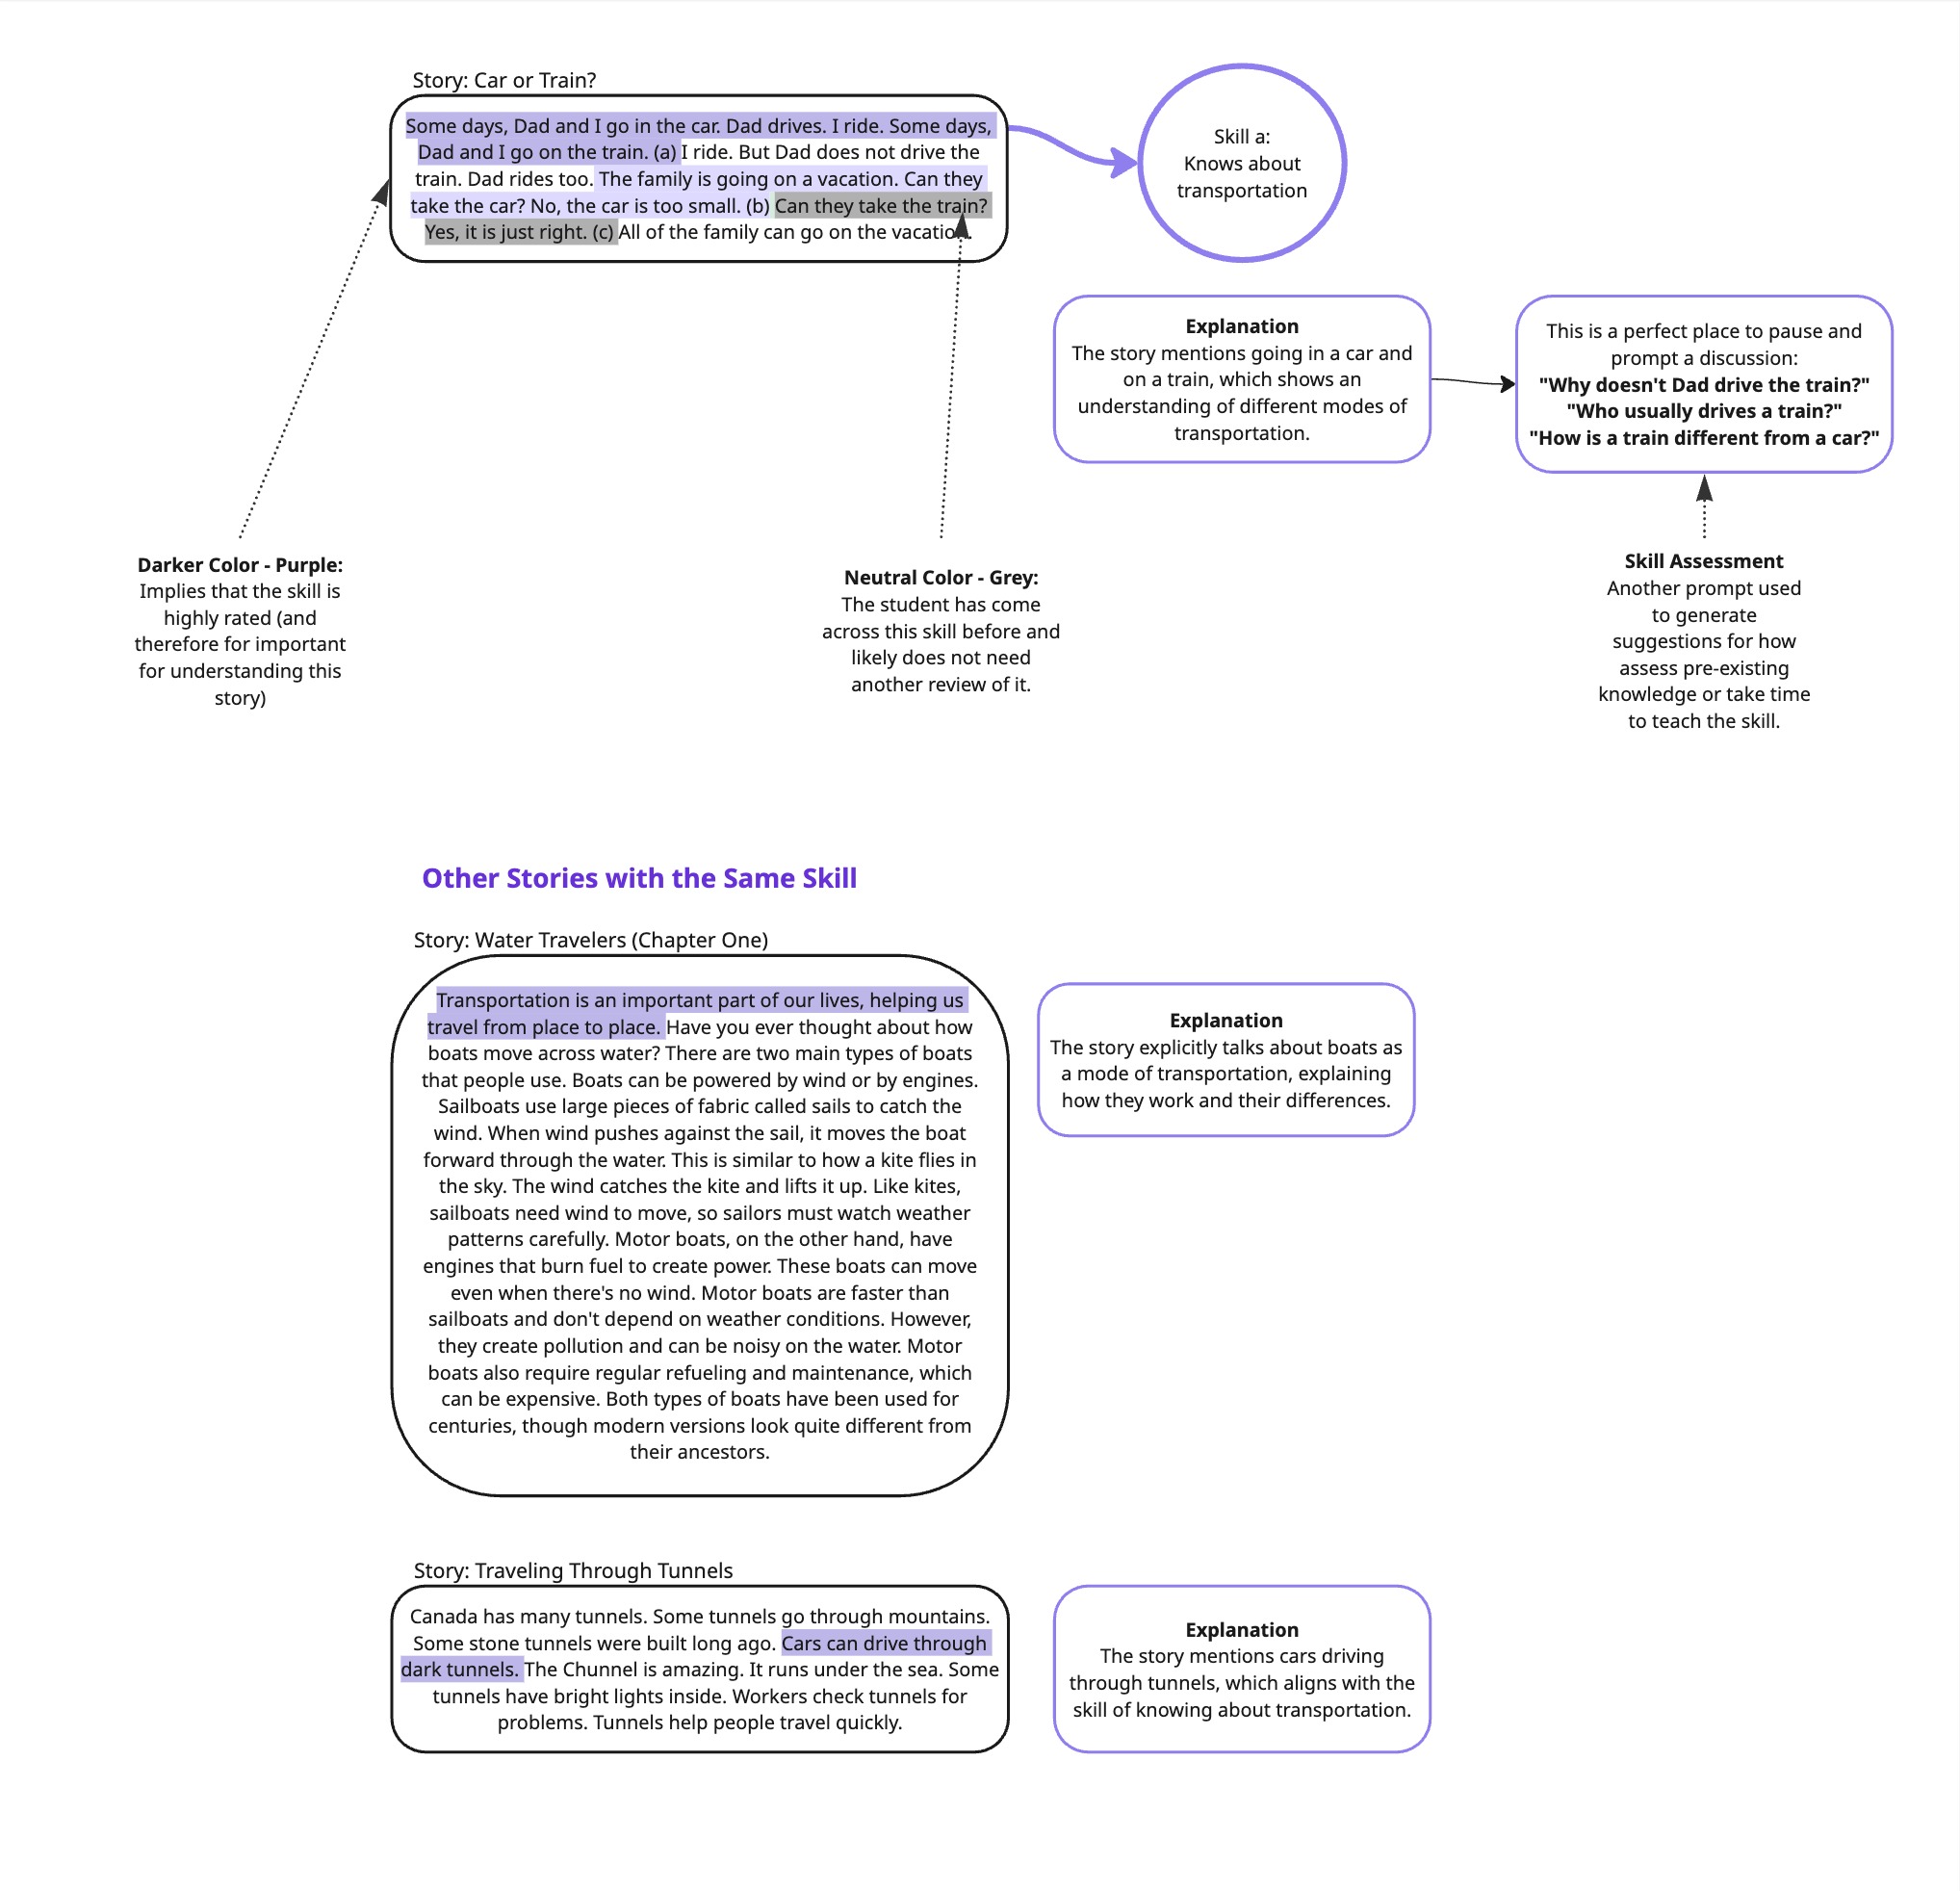 Story: Car or Train?
Some days, Dad and I go in the car. Dad drives. I ride. Some days,
Dad and I go on the train. (a) I ride. But Dad does not drive the
train. Dad rides too. The family is going on a vacation. Can they
take the car? No, the car is too small. (b) Can they take the train?
Yes, it is just right. (c) All of the family can go on the vacation.
Skill a:
Knows about
transportation
Explanation
The story mentions going in a car and
on a train, which shows an
understanding of different modes of
transportation.
This is a perfect place to pause and
prompt a discussion:
"Why doesn't Dad drive the train?"
"Who usually drives a train?"
"How is a train different from a car?"
Darker Color - Purple:
Implies that the skill is
highly rated (and
therefore for important
for understanding this
story)
Neutral Color - Grey:
The student has come
across this skill before and
likely does not need
another review of it.
Skill Assessment
Another prompt used
to generate
suggestions for how
assess pre-existing
knowledge or take time
to teach the skill.
Other Stories with the Same Skill
Story: Water Travelers (Chapter One)
Transportation is an important part of our lives, helping us
travel from place to place. Have you ever thought about how
boats move across water? There are two main types of boats
that people use. Boats can be powered by wind or by engines.
Sailboats use large pieces of fabric called sails to catch the
wind. When wind pushes against the sail, it moves the boat
forward through the water. This is similar to how a kite flies in
the sky. The wind catches the kite and lifts it up. Like kites,
sailboats need wind to move, so sailors must watch weather
patterns carefully. Motor boats, on the other hand, have
engines that burn fuel to create power. These boats can move
even when there's no wind. Motor boats are faster than
sailboats and don't depend on weather conditions. However,
they create pollution and can be noisy on the water. Motor
boats also require regular refueling and maintenance, which
can be expensive. Both types of boats have been used for
centuries, though modern versions look quite different from
their ancestors.
Explanation
The story explicitly talks about boats as
a mode of transportation, explaining
how they work and their differences.
Story: Traveling Through Tunnels
Canada has many tunnels. Some tunnels go through mountains.
Some stone tunnels were built long ago. Cars can drive through
dark tunnels. The Chunnel is amazing. It runs under the sea. Some
tunnels have bright lights inside. Workers check tunnels for
problems. Tunnels help people travel quickly.
Explanation
The story mentions cars driving
through tunnels, which aligns with the
skill of knowing about transportation.